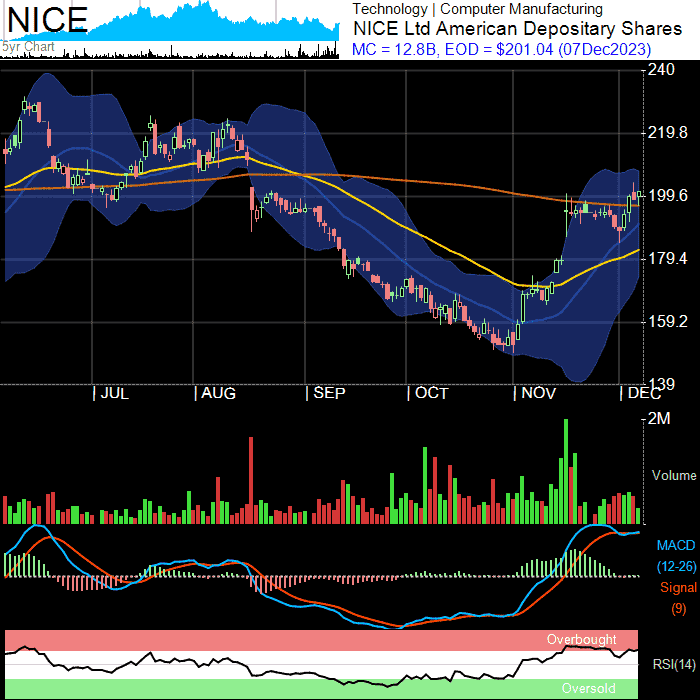 NICE
5yr Chart
Technology | Computer Manufacturing
NICE Ltd American Depositary Shares
MC = 12.8B, EOD = $201.04 (07Dec2023)
240
219.8
199.6
179.4
159.2
139
JUL
AUG
SEP
OCT
NOV
DEC
2M
Volume
MACD
(12-26)
Signal
(9)
Overbought
RSI(14)
Oversold